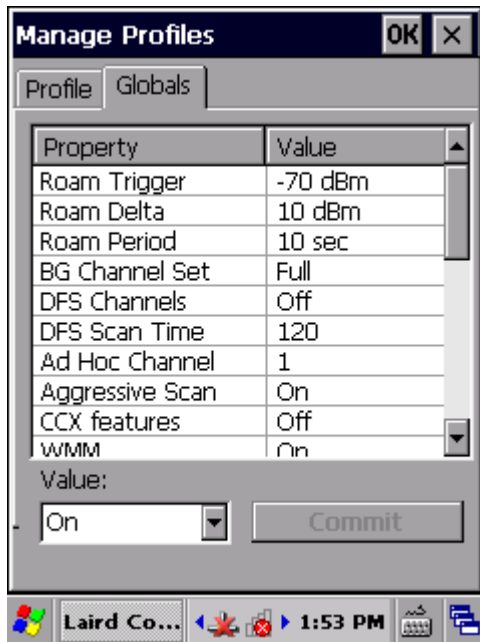 Manage Profiles OK ×
Profile Globals
Property Value
Roam Trigger -70 dBm
Roam Delta 10 dBm
Roam Period 10 sec
BG Channel Set Full
DFS Channels Off
DFS Scan Time 120
Ad Hoc Channel 1
Aggressive Scan On
CCX features Off
WMM On
Value:
On Commit
Laird Co... 1:53 PM